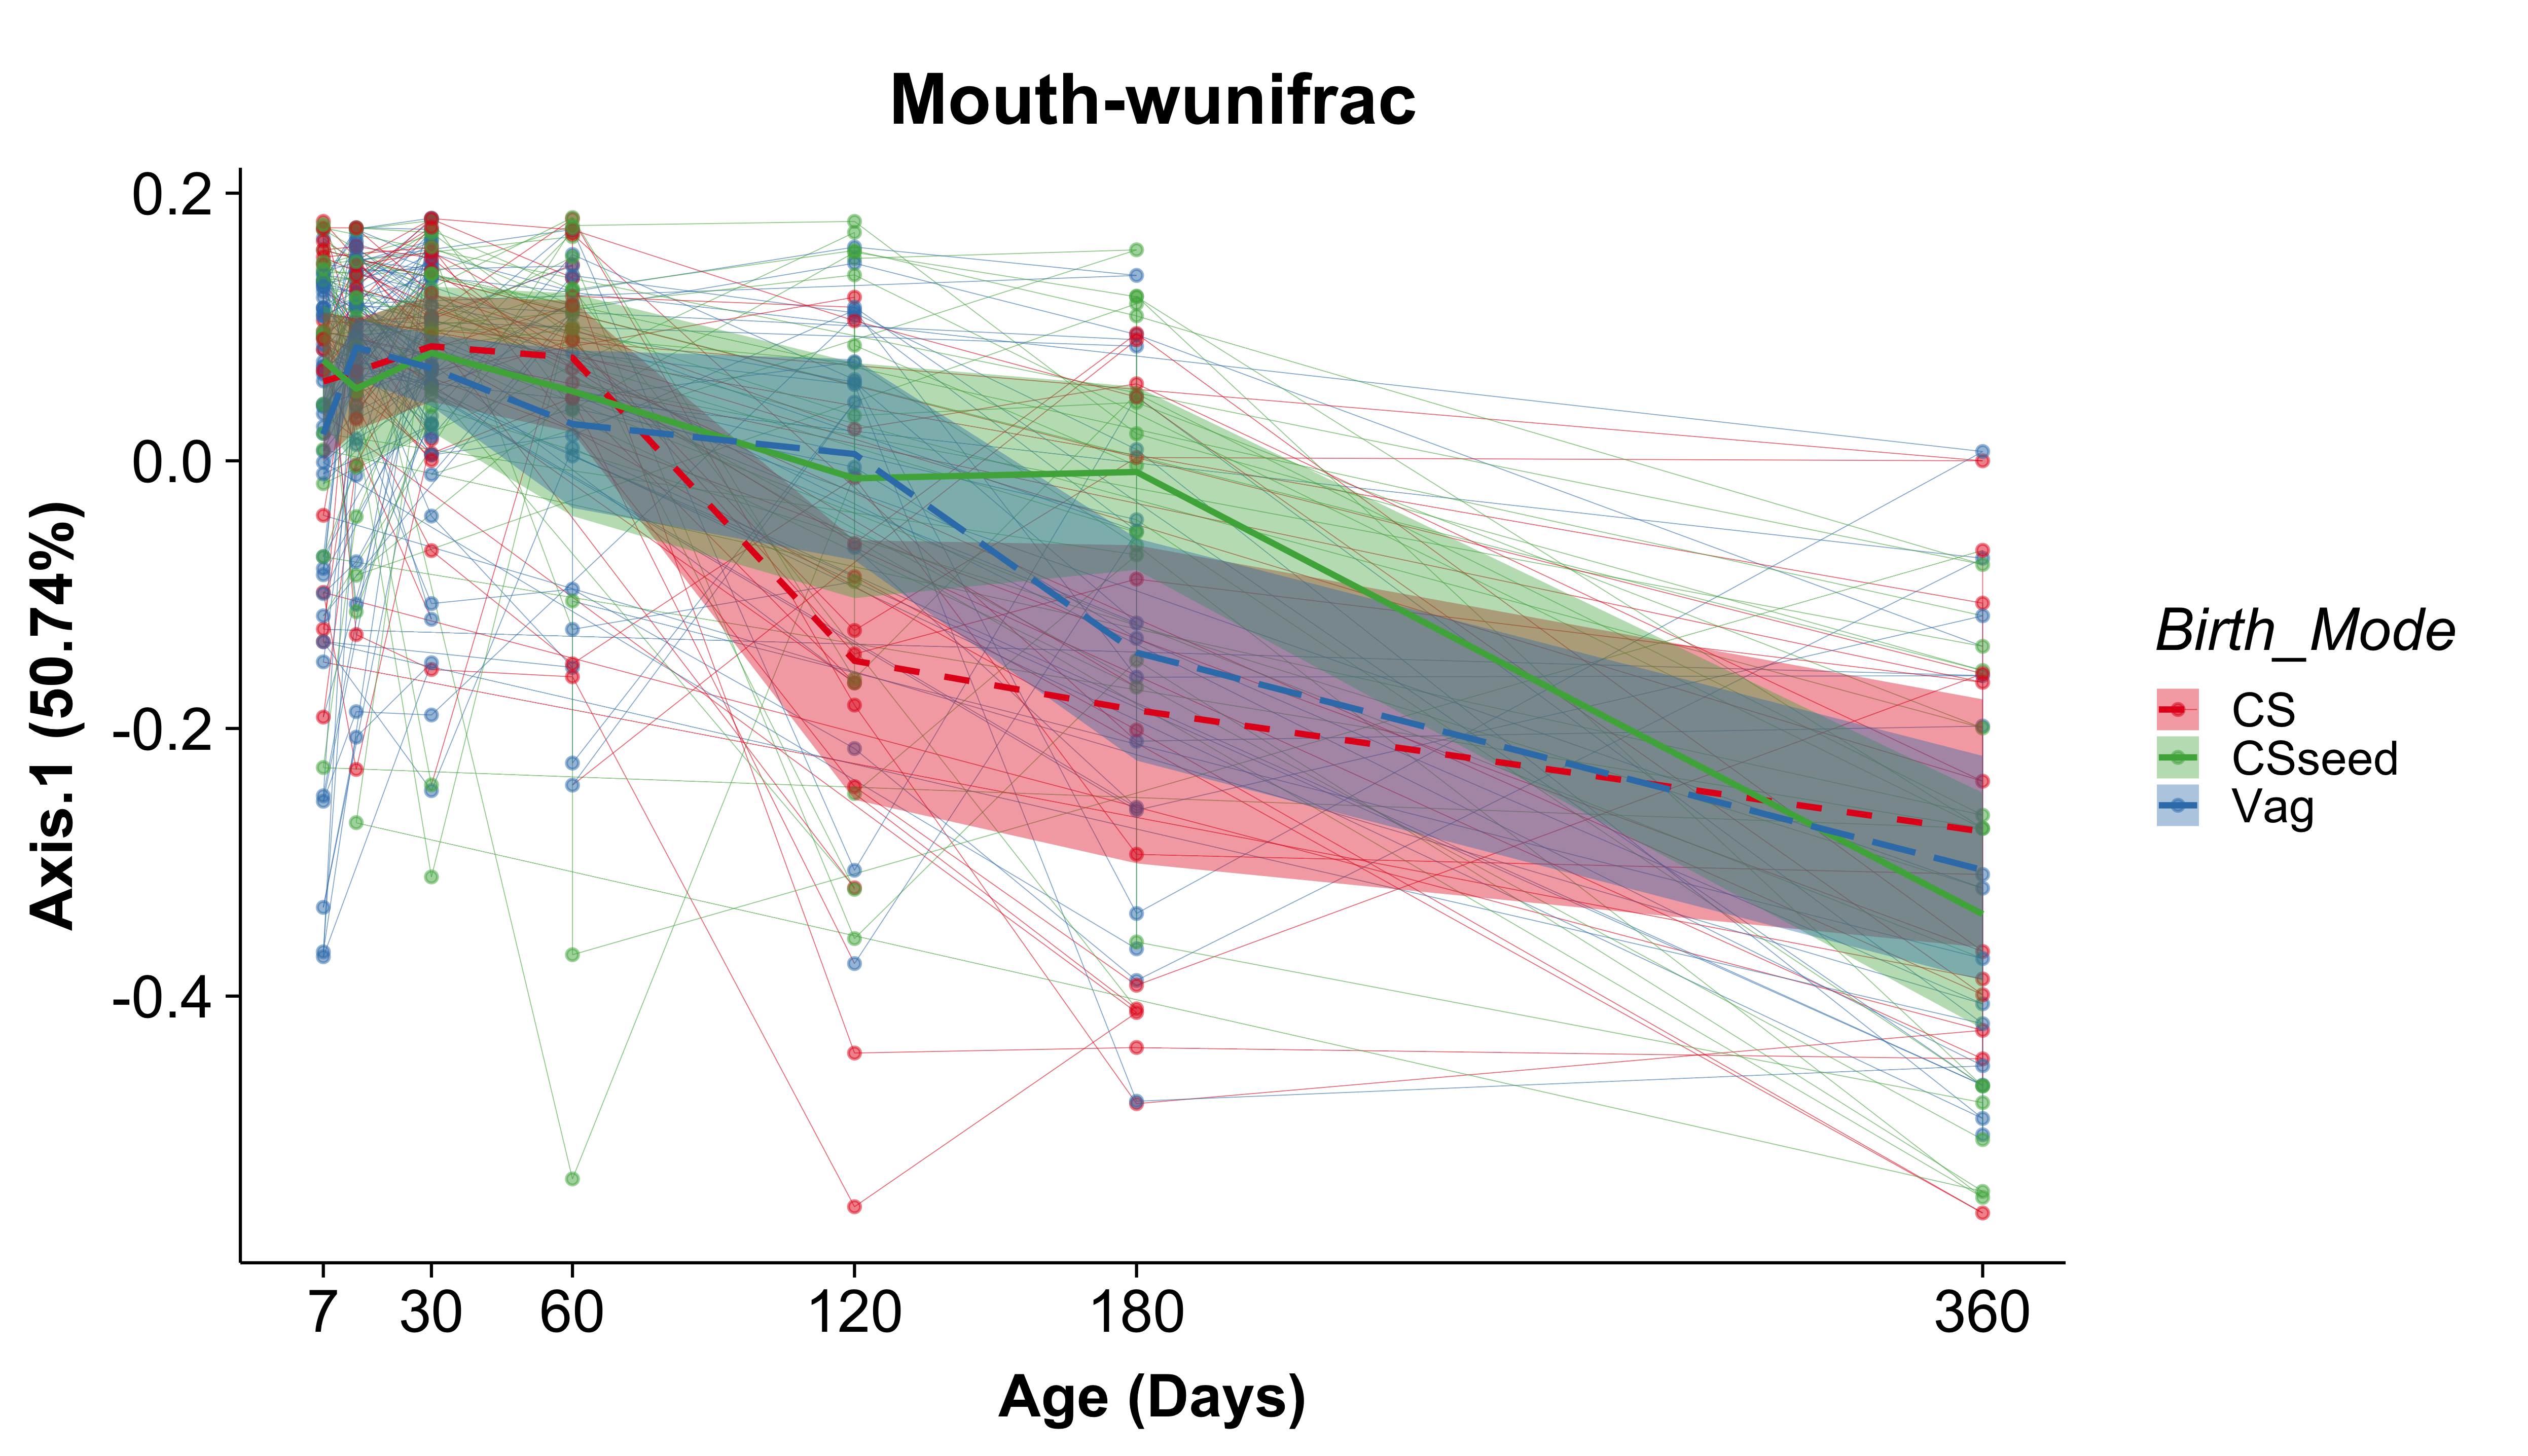 Mouth-wunifrac
Axis.1 (50.74%)
0.2
0.0
-0.2
-0.4
7 30 60 120 180 360
Age (Days)
Birth_Mode
CS
CSseed
Vag